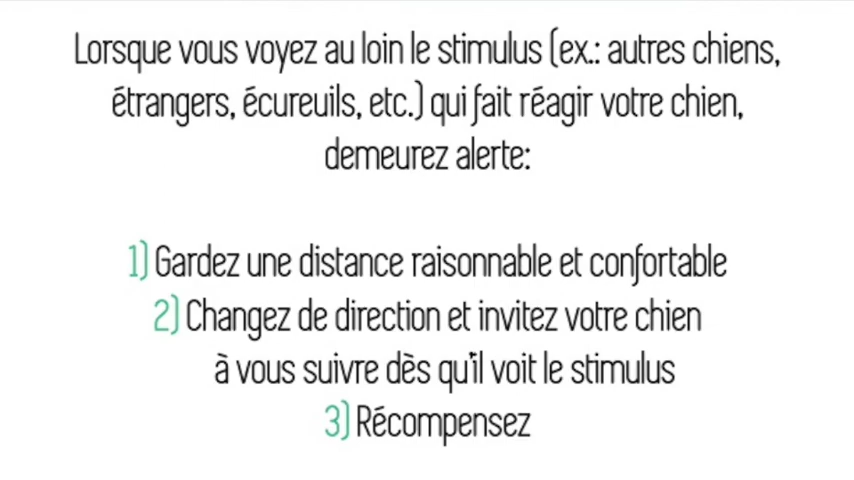 Lorsque vous voyez au loin le stimulus (ex.: autres chiens,
étrangers, écureuils, etc.) qui fait réagir votre chien,
demeurez alerte:
1) Gardez une distance raisonnable et confortable
2) Changez de direction et invitez votre chien
à vous suivre dès qu'il voit le stimulus
3) Récompensez